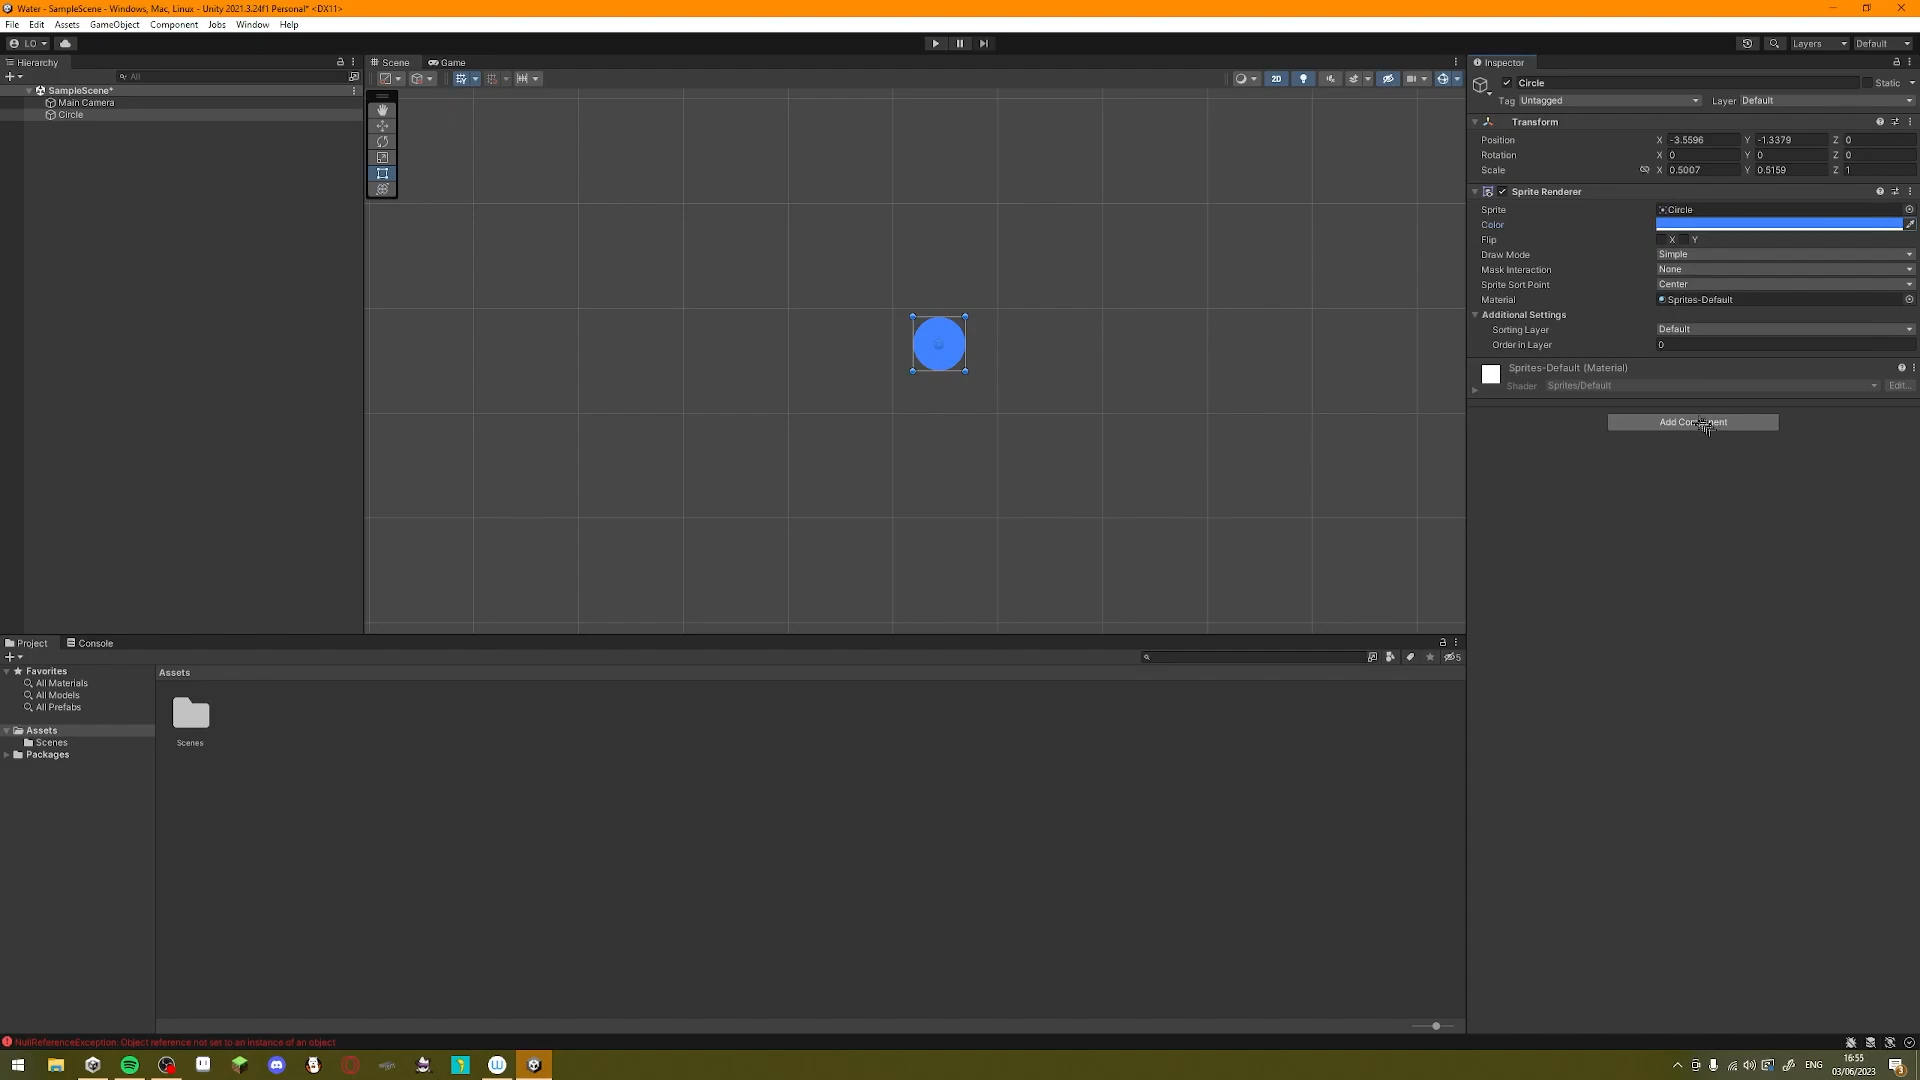 Water - SampleScene - Windows, Mac, Linux - Unity 2021.3.24f1 Personal* <DX11>
File Edit Assets GameObject Component Jobs Window Help
LO
Layers Default
Hierarchy
All
SampleScene*
Main Camera
Circle
Scene Game
2D
Inspector
Circle Static
Tag Untagged Layer Default
Transform
Position X -3.5596 Y -1.3379 Z 0
Rotation X 0 Y 0 Z 0
Scale X 0.5007 Y 0.5159 Z 1
Sprite Renderer
Sprite Circle
Color
Flip X Y
Draw Mode Simple
Mask Interaction None
Sprite Sort Point Center
Material Sprites-Default
Additional Settings
Sorting Layer Default
Order in Layer 0
Sprites-Default (Material)
Shader Sprites/Default Edit...
Add
Project Console
5
Favorites
All Materials
All Models
All Prefabs
Assets
Scenes
Packages
Assets
Scenes
NullReferenceException: Object reference not set to an instance of an object
ENG
16:55
03/06/2023
3